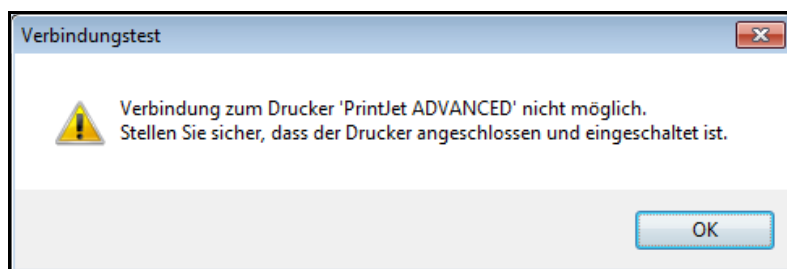 Verbindungstest
Verbindung zum Drucker 'PrintJet ADVANCED' nicht möglich.
Stellen Sie sicher, dass der Drucker angeschlossen und eingeschaltet ist.
OK